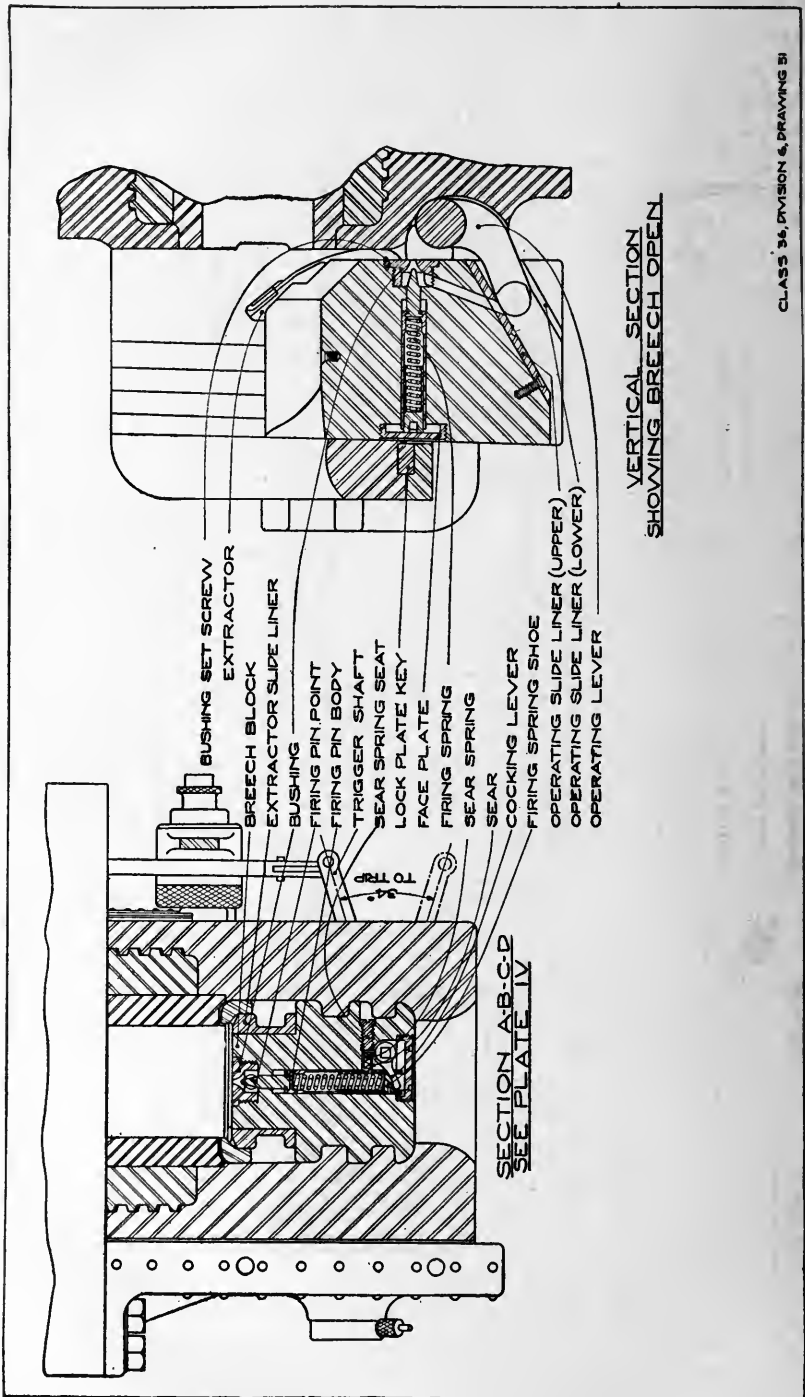 BUSHING SET SCREW
EXTRACTOR
BREECH BLOCK
EXTRACTOR SLIDE LINER
BUSHING
FIRING PIN POINT
FIRING PIN BODY
TRIGGER SHAFT
SEAR SPRING SEAT
LOCK PLATE KEY
FACE PLATE
FIRING SPRING
SEAR SPRING
SEAR
COCKING LEVER
FIRING SPRING SHOE
OPERATING SLIDE LINER (UPPER)
OPERATING SLIDE LINER (LOWER)
OPERATING LEVER
34°
TO TRIP
SECTION A-B-C-D
SEE PLATE IV
VERTICAL SECTION
SHOWING BREECH OPEN
CLASS 36, DIVISION 6, DRAWING 51